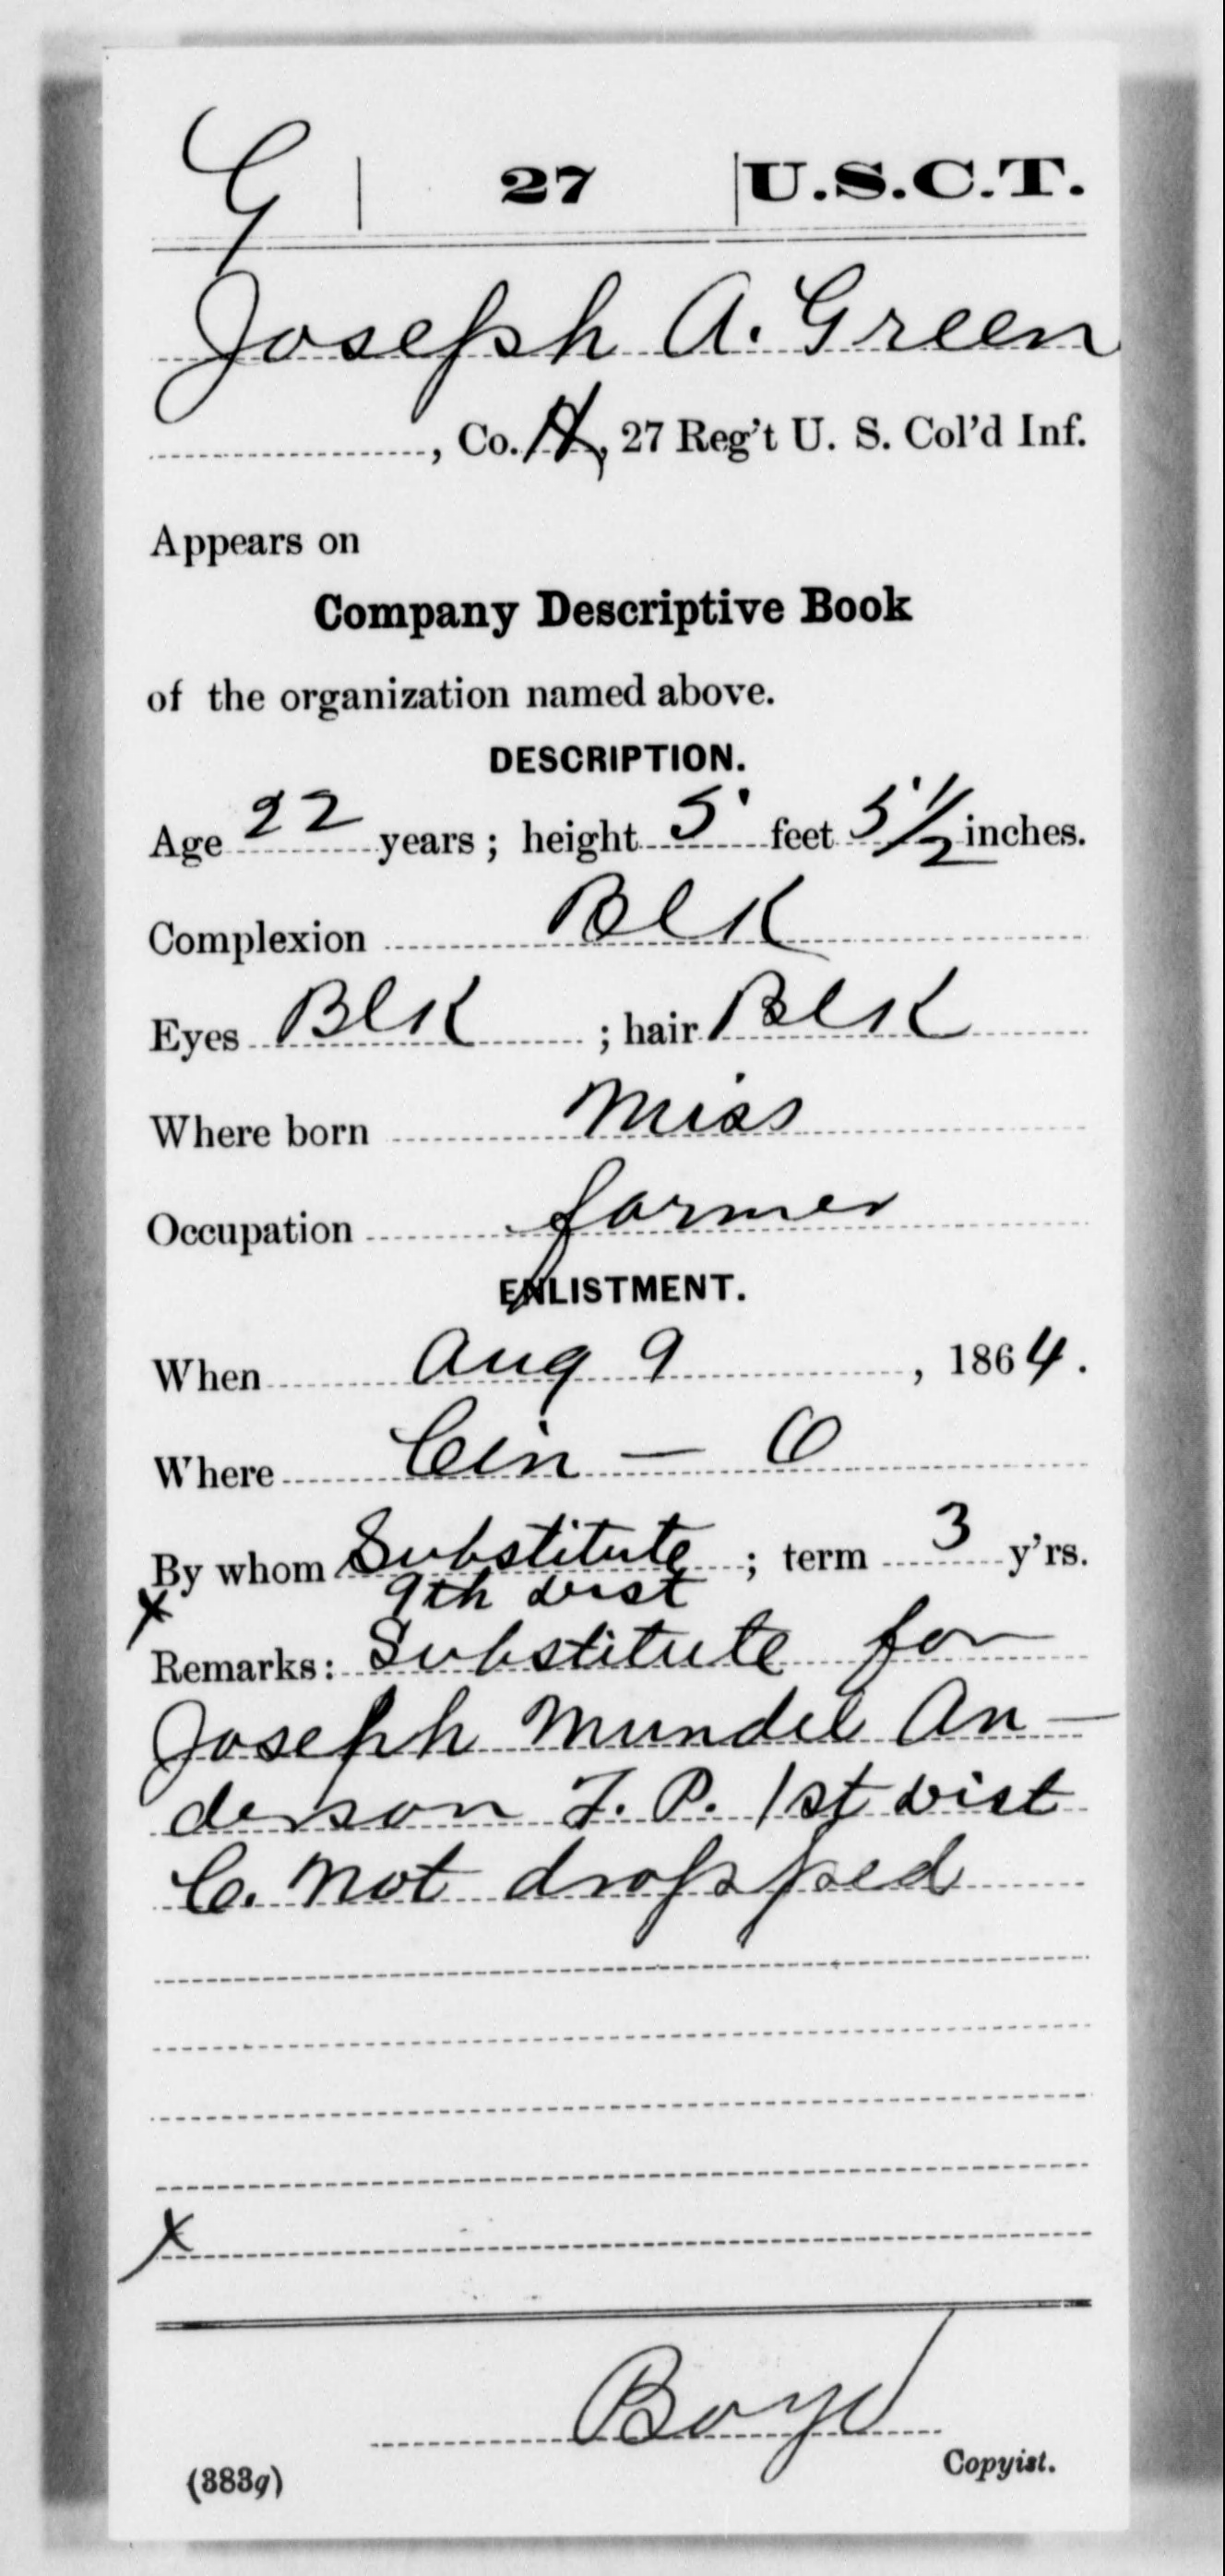 G | 27 | U.S.C.T.
Joseph A. Green
, Co. H, 27 Reg't U. S. Col'd Inf.
Appears on
Company Descriptive Book
of the organization named above.
DESCRIPTION.
Age 22 years; height 5 feet 5 1/2 inches.
Complexion Blk
Eyes Blk ; hair Blk
Where born Miss
Occupation farmer
ENLISTMENT.
When Aug 9, 1864.
Where Cin - O
By whom Substitute ; term 3 y'rs.
9th Dist
x
Remarks: Substitute for
Joseph Mundel An-
derson F. P. 1st Dist
C. not dropped
x
Boyd
Copyist.
(383g)